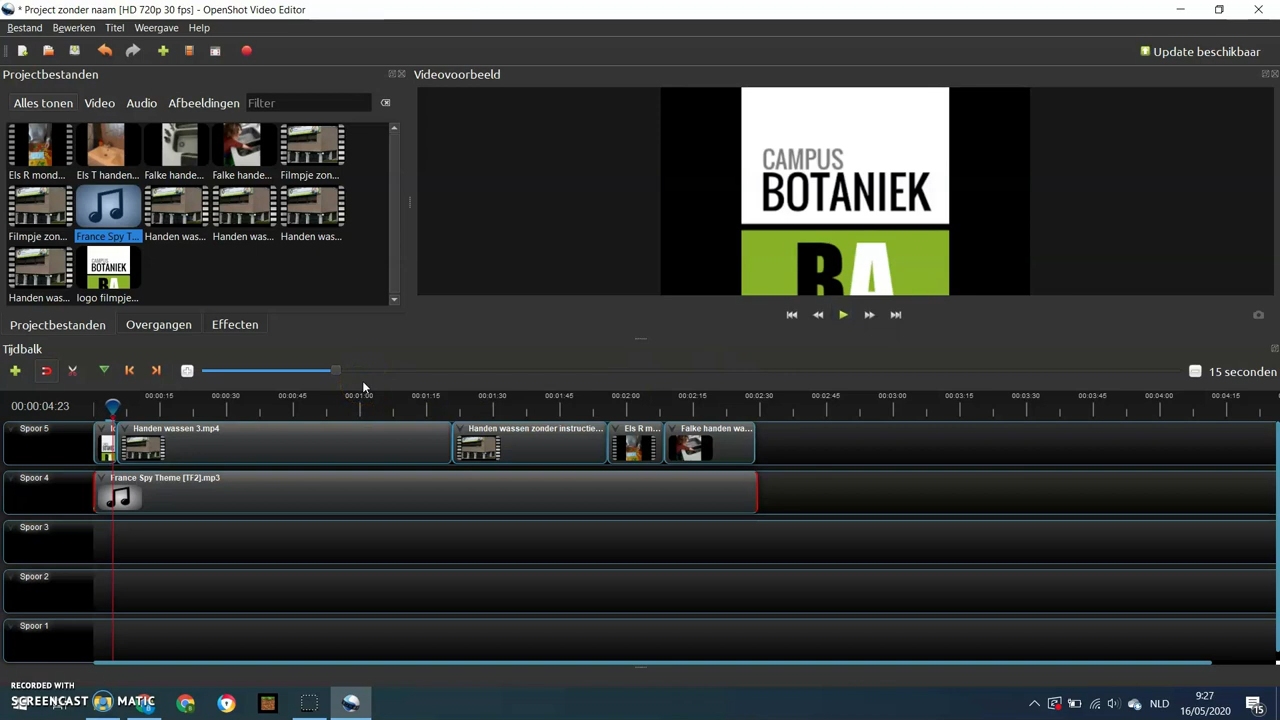 * Project zonder naam [HD 720p 30 fps] - OpenShot Video Editor
Bestand Bewerken Titel Weergave Help
Update beschikbaar
Projectbestanden
Videovoorbeeld
Alles tonen Video Audio Afbeeldingen Filter
Els R mond... Els T handen... Falke hande... Falke hande... Filmpje zon...
Filmpje zon... France Spy T... Handen was... Handen was... Handen was...
Handen was... logo filmpje...
CAMPUS
BOTANIEK
BA
Projectbestanden Overgangen Effecten
Tijdbalk
15 seconden
00:00:04:23
00:00:15 00:00:30 00:00:45 00:01:00 00:01:15 00:01:30 00:01:45 00:02:00 00:02:15 00:02:30 00:02:45 00:03:00 00:03:15 00:03:30 00:03:45 00:04:00 00:04:15
Spoor 5 Handen wassen 3.mp4 Handen wassen zonder instructie... Els R m... Falke handen wa...
Spoor 4 France Spy Theme [TF2].mp3
Spoor 3
Spoor 2
Spoor 1
RECORDED WITH
SCREENCAST MATIC
NLD
9:27
16/05/2020
15